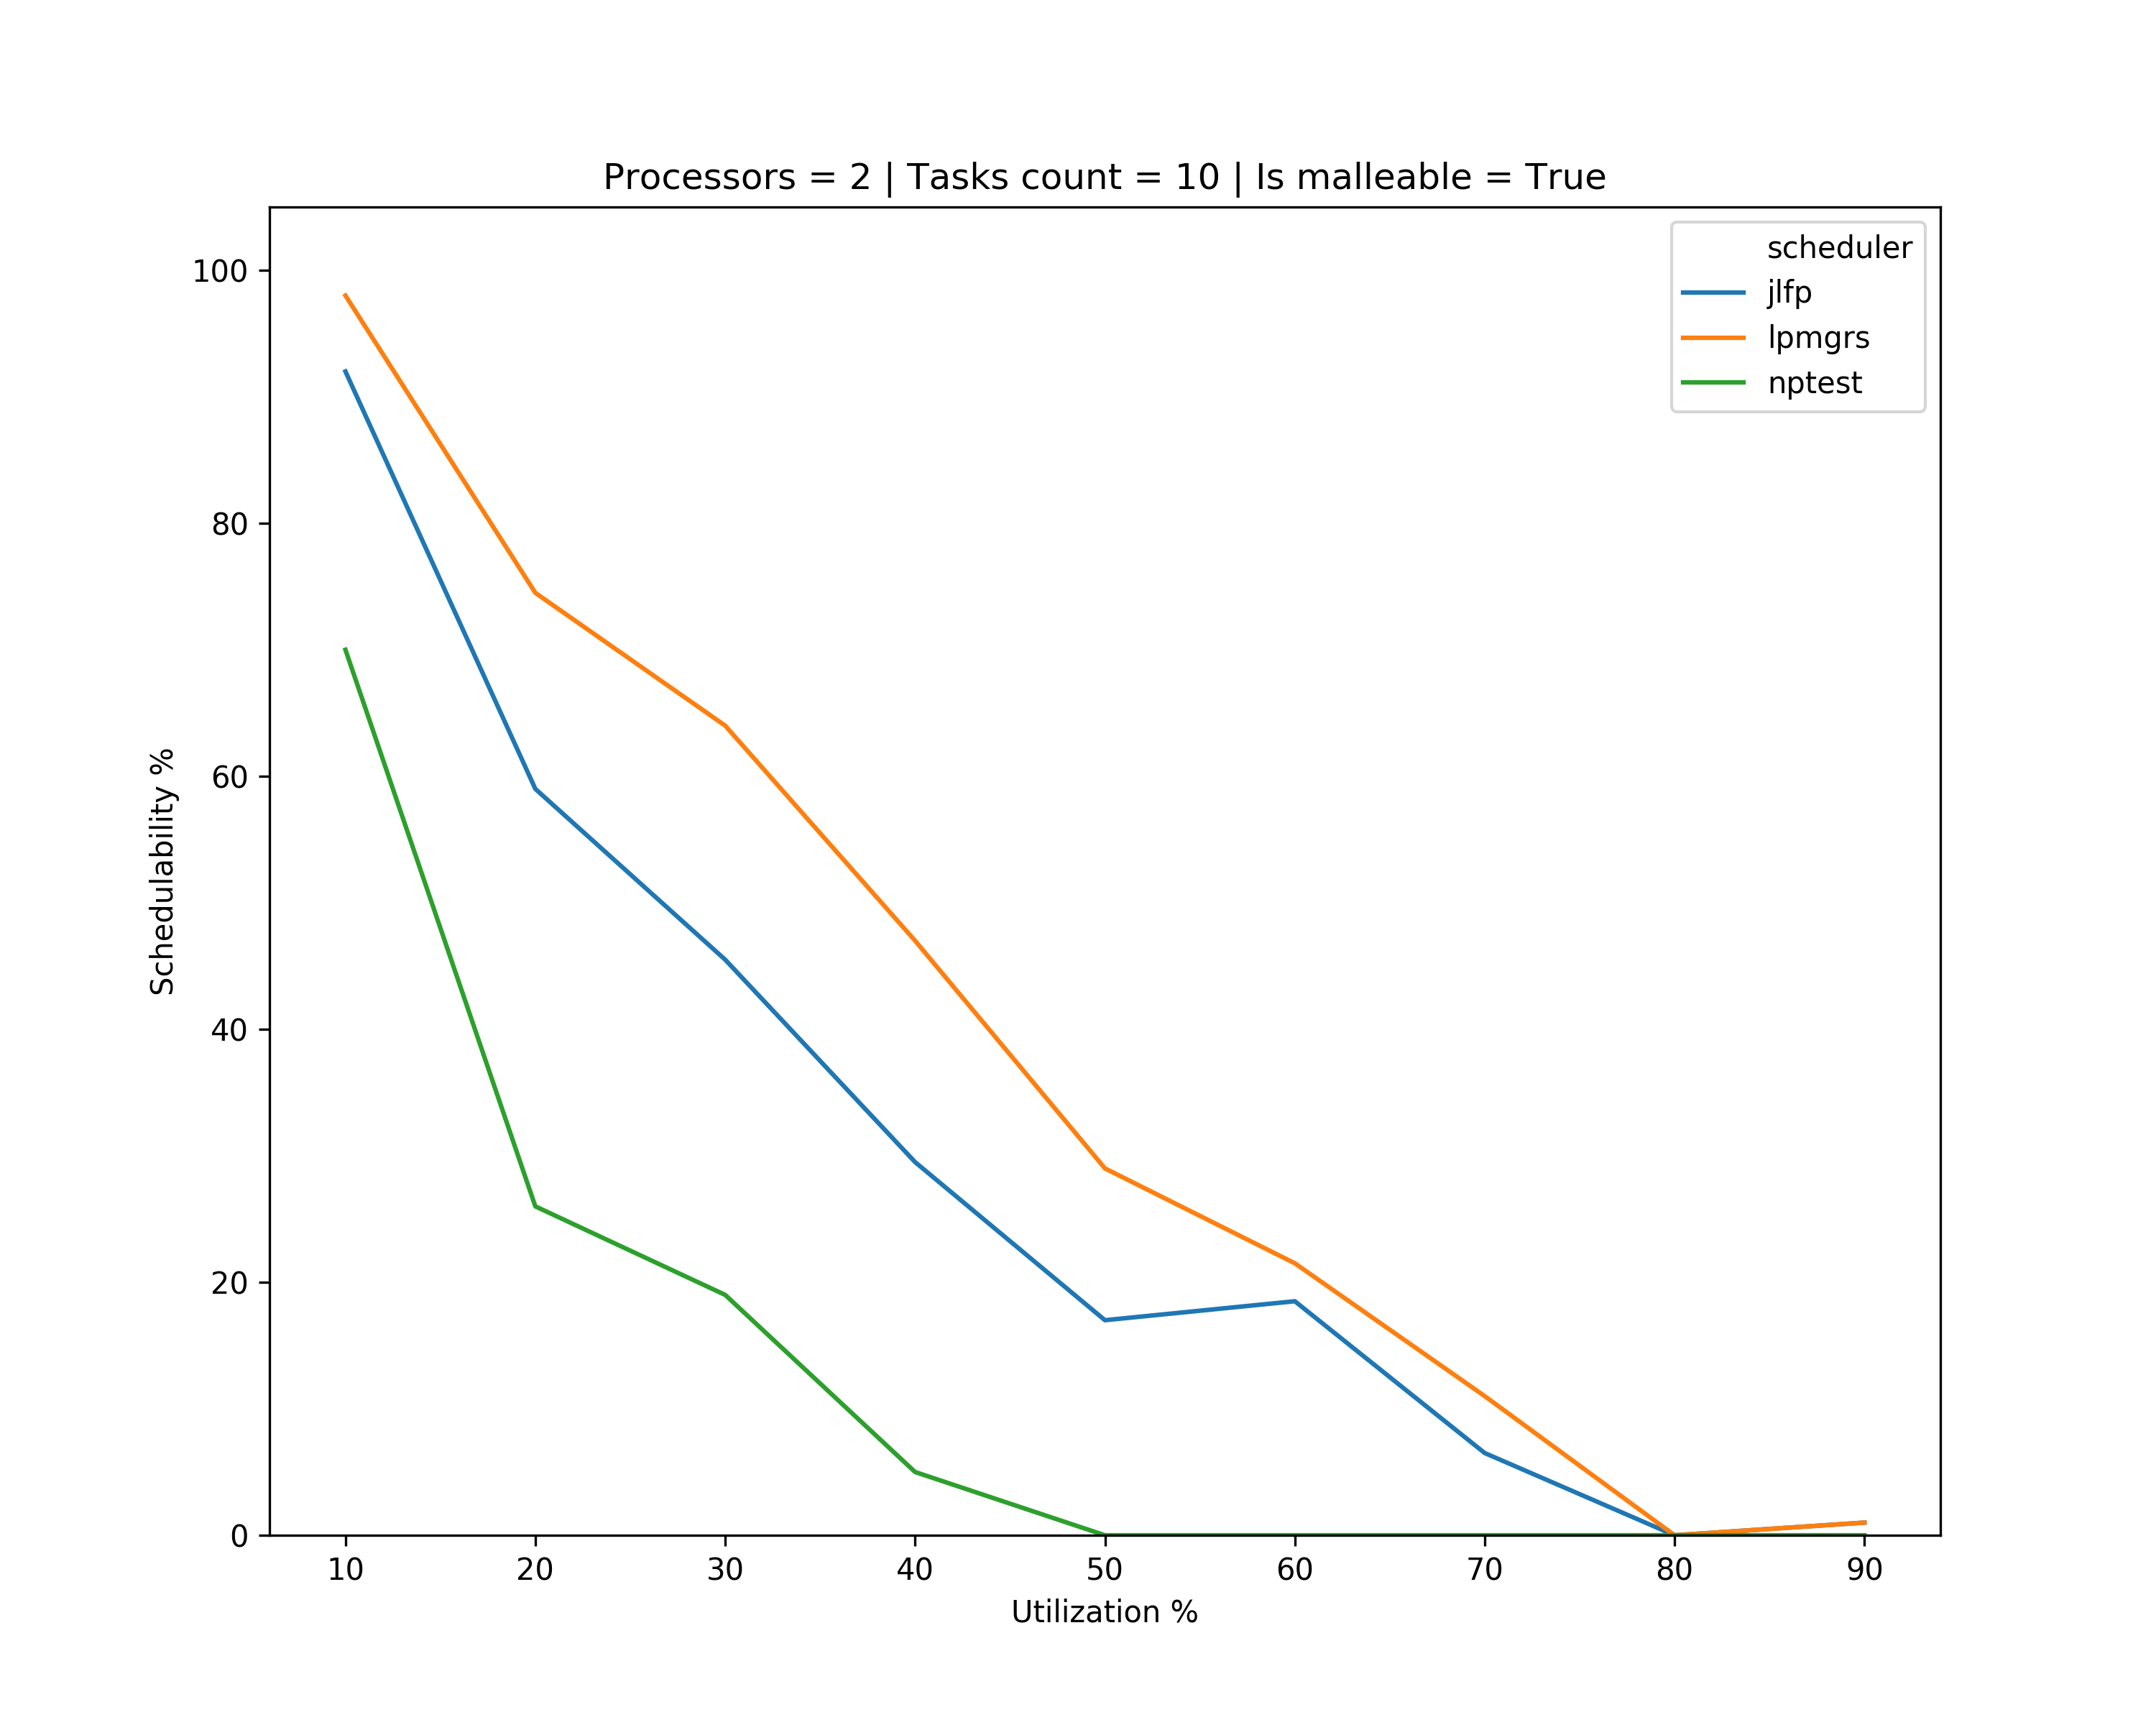 Processors = 2 | Tasks count = 10 | Is malleable = True
scheduler
jlfp
lpmgrs
nptest
100
80
60
40
20
0
Schedulability %
10 20 30 40 50 60 70 80 90
Utilization %